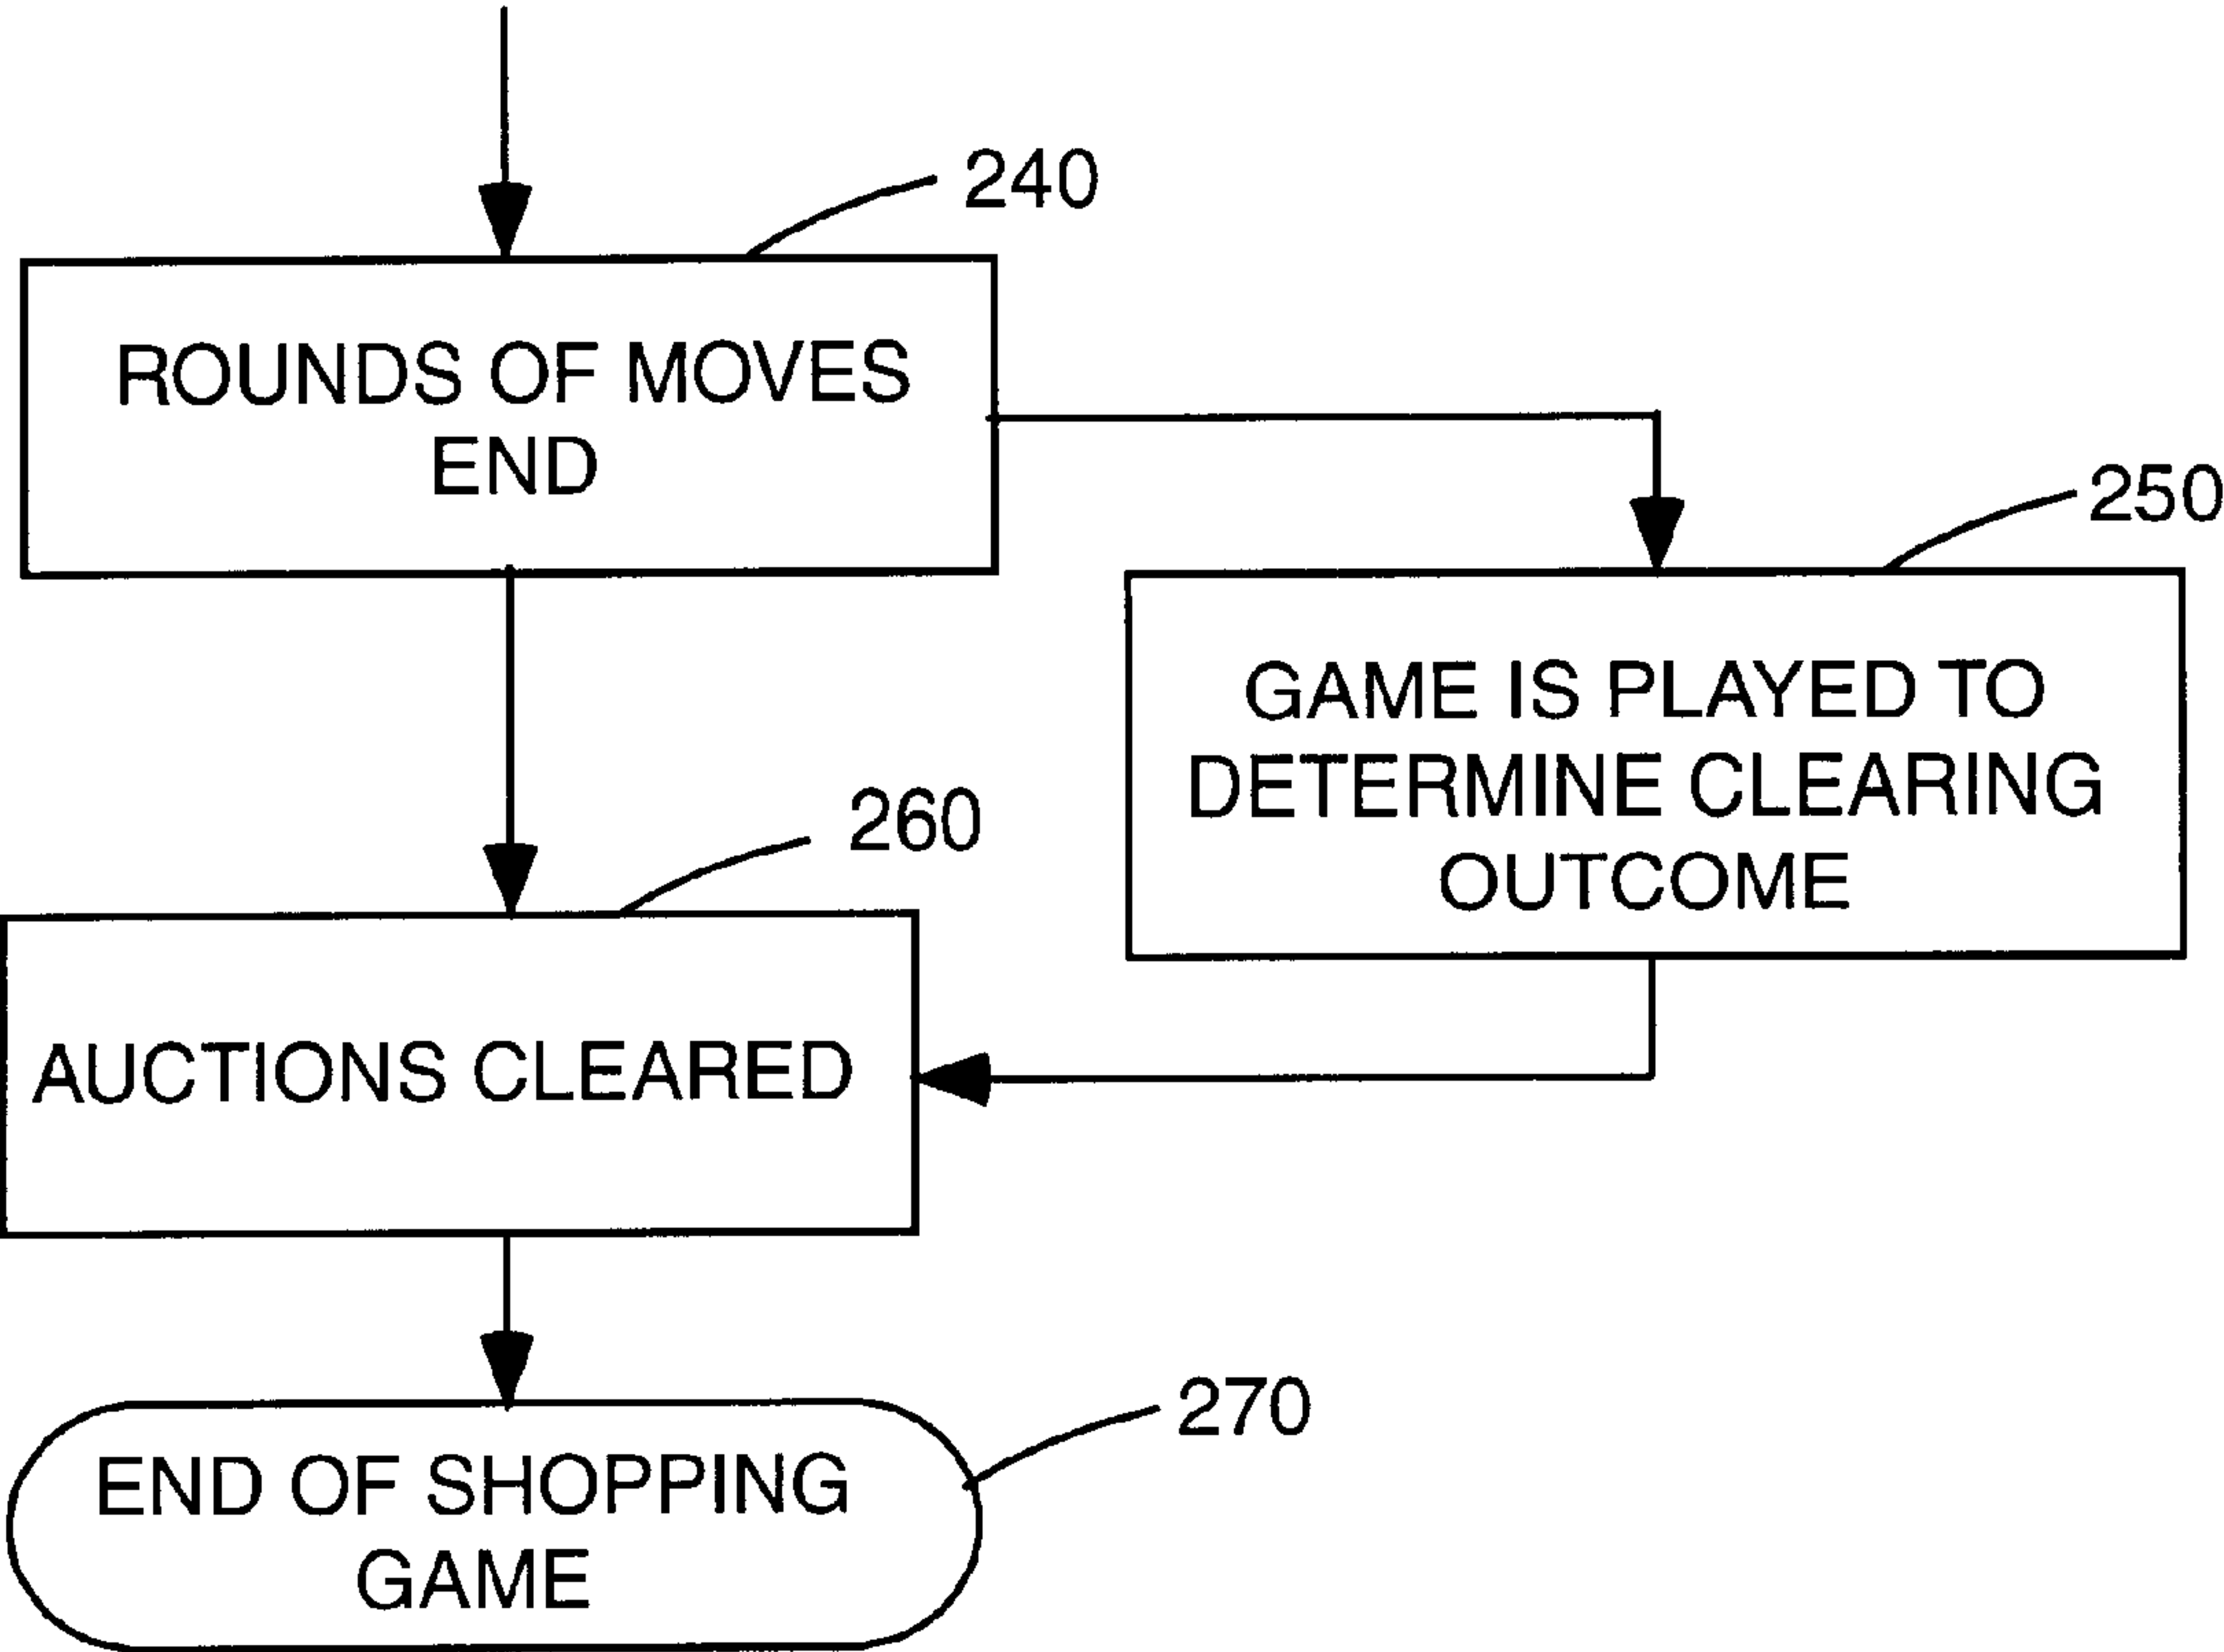 240
ROUNDS OF MOVES
END
250
GAME IS PLAYED TO
DETERMINE CLEARING
OUTCOME
260
AUCTIONS CLEARED
270
END OF SHOPPING
GAME